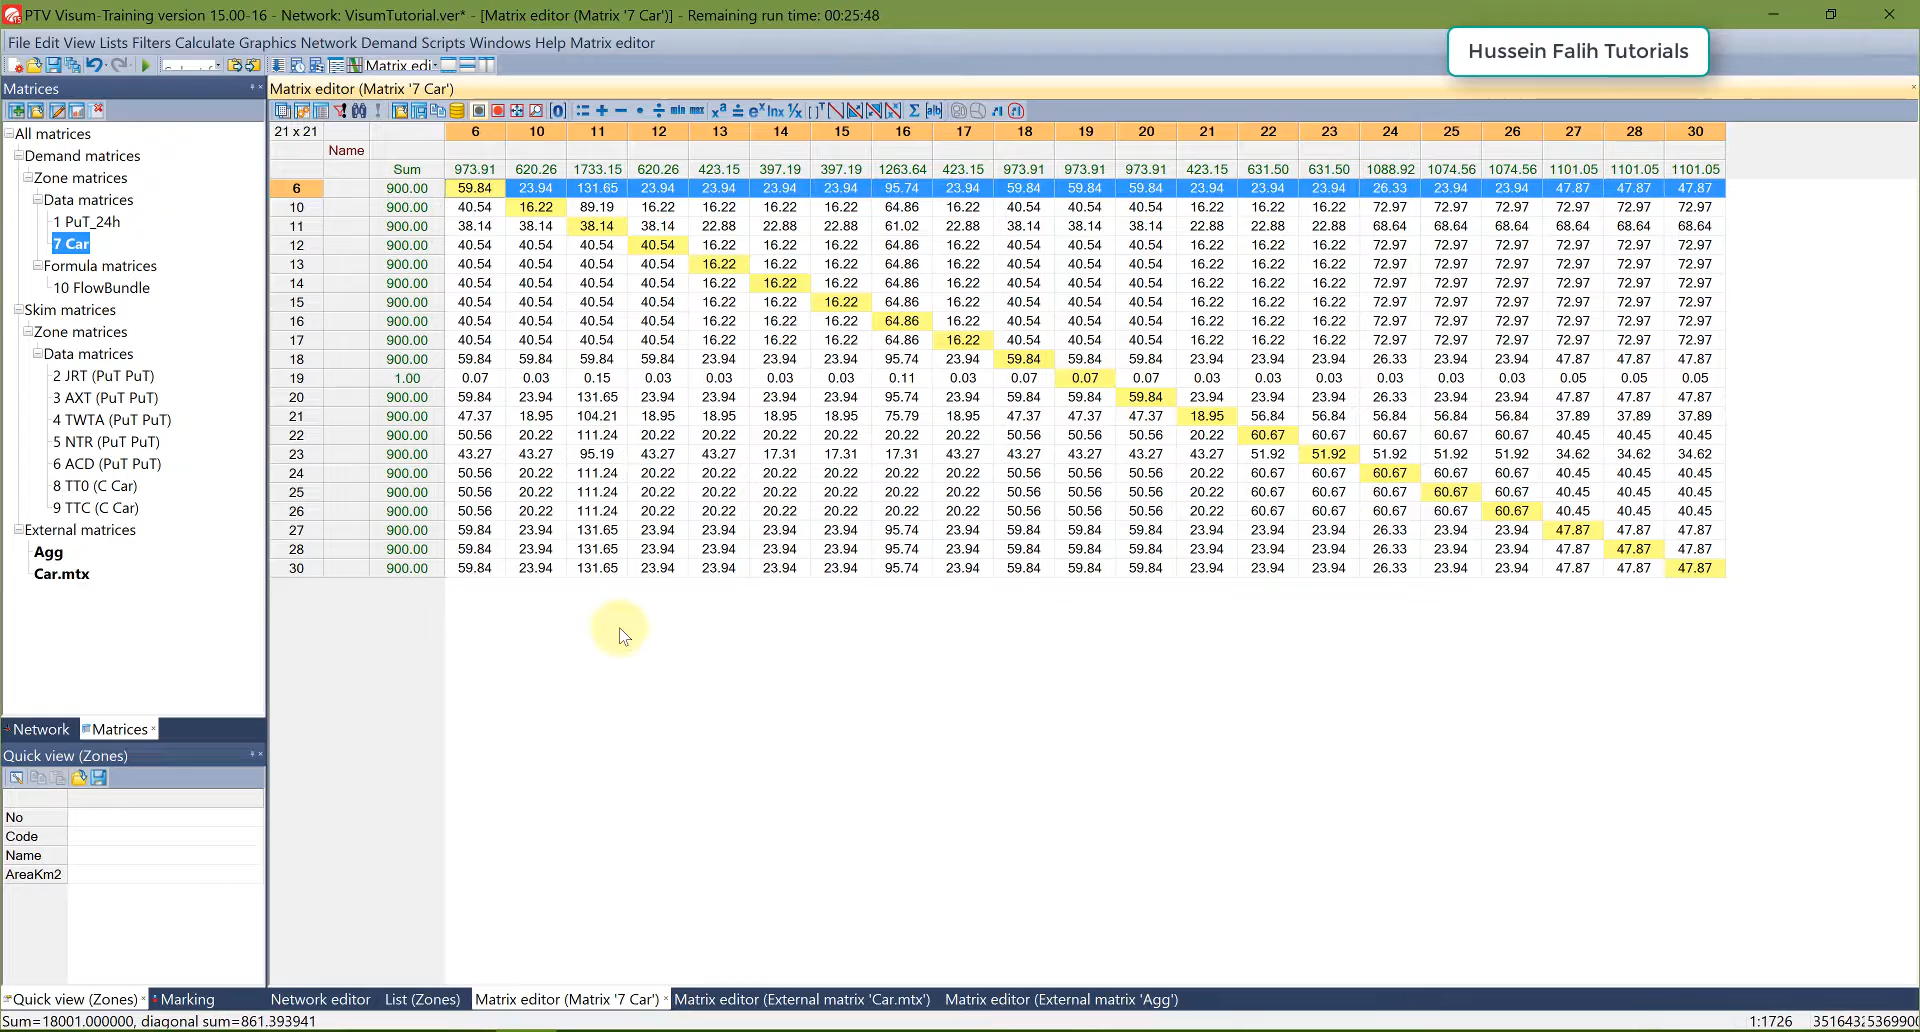 PTV Visum-Training version 15.00-16 - Network: VisumTutorial.ver* - [Matrix editor (Matrix '7 Car')] - Remaining run time: 00:25:48
File Edit View Lists Filters Calculate Graphics Network Demand Scripts Windows Help Matrix editor
Hussein Falih Tutorials
Matrix edi
Matrices
Matrix editor (Matrix '7 Car')
All matrices
Demand matrices
Zone matrices
Data matrices
1 PuT_24h
7 Car
Formula matrices
10 FlowBundle
Skim matrices
Zone matrices
Data matrices
2 JRT (PuT PuT)
3 AXT (PuT PuT)
4 TWTA (PuT PuT)
5 NTR (PuT PuT)
6 ACD (PuT PuT)
8 TT0 (C Car)
9 TTC (C Car)
External matrices
Agg
Car.mtx
Network Matrices
Quick view (Zones)
No
Code
Name
AreaKm2
21 x 21 6 10 11 12 13 14 15 16 17 18 19 20 21 22 23 24 25 26 27 28 30
Name
Sum 973.91 620.26 1733.15 620.26 423.15 397.19 397.19 1263.64 423.15 973.91 973.91 973.91 423.15 631.50 631.50 1088.92 1074.56 1074.56 1101.05 1101.05 1101.05
6 900.00 59.84 23.94 131.65 23.94 23.94 23.94 23.94 95.74 23.94 59.84 59.84 59.84 23.94 23.94 23.94 26.33 23.94 23.94 47.87 47.87 47.87
10 900.00 40.54 16.22 89.19 16.22 16.22 16.22 16.22 64.86 16.22 40.54 40.54 40.54 16.22 16.22 16.22 72.97 72.97 72.97 72.97 72.97 72.97
11 900.00 38.14 38.14 38.14 38.14 22.88 22.88 22.88 61.02 22.88 38.14 38.14 38.14 22.88 22.88 22.88 68.64 68.64 68.64 68.64 68.64 68.64
12 900.00 40.54 40.54 40.54 40.54 16.22 16.22 16.22 64.86 16.22 40.54 40.54 40.54 16.22 16.22 16.22 72.97 72.97 72.97 72.97 72.97 72.97
13 900.00 40.54 40.54 40.54 40.54 16.22 16.22 16.22 64.86 16.22 40.54 40.54 40.54 16.22 16.22 16.22 72.97 72.97 72.97 72.97 72.97 72.97
14 900.00 40.54 40.54 40.54 40.54 16.22 16.22 16.22 64.86 16.22 40.54 40.54 40.54 16.22 16.22 16.22 72.97 72.97 72.97 72.97 72.97 72.97
15 900.00 40.54 40.54 40.54 40.54 16.22 16.22 16.22 64.86 16.22 40.54 40.54 40.54 16.22 16.22 16.22 72.97 72.97 72.97 72.97 72.97 72.97
16 900.00 40.54 40.54 40.54 40.54 16.22 16.22 16.22 64.86 16.22 40.54 40.54 40.54 16.22 16.22 16.22 72.97 72.97 72.97 72.97 72.97 72.97
17 900.00 40.54 40.54 40.54 40.54 16.22 16.22 16.22 64.86 16.22 40.54 40.54 40.54 16.22 16.22 16.22 72.97 72.97 72.97 72.97 72.97 72.97
18 900.00 59.84 59.84 59.84 59.84 23.94 23.94 23.94 95.74 23.94 59.84 59.84 59.84 23.94 23.94 23.94 26.33 23.94 23.94 47.87 47.87 47.87
19 1.00 0.07 0.03 0.15 0.03 0.03 0.03 0.03 0.11 0.03 0.07 0.07 0.07 0.03 0.03 0.03 0.03 0.03 0.03 0.05 0.05 0.05
20 900.00 59.84 23.94 131.65 23.94 23.94 23.94 23.94 95.74 23.94 59.84 59.84 59.84 23.94 23.94 23.94 26.33 23.94 23.94 47.87 47.87 47.87
21 900.00 47.37 18.95 104.21 18.95 18.95 18.95 18.95 75.79 18.95 47.37 47.37 47.37 18.95 56.84 56.84 56.84 56.84 56.84 37.89 37.89 37.89
22 900.00 50.56 20.22 111.24 20.22 20.22 20.22 20.22 80.90 20.22 50.56 50.56 50.56 20.22 60.67 60.67 60.67 60.67 60.67 40.45 40.45 40.45
23 900.00 43.27 43.27 95.19 43.27 43.27 17.31 17.31 17.31 43.27 43.27 43.27 43.27 43.27 51.92 51.92 51.92 51.92 51.92 34.62 34.62 34.62
24 900.00 50.56 20.22 111.24 20.22 20.22 20.22 20.22 80.90 20.22 50.56 50.56 50.56 20.22 60.67 60.67 60.67 60.67 60.67 40.45 40.45 40.45
25 900.00 50.56 20.22 111.24 20.22 20.22 20.22 20.22 80.90 20.22 50.56 50.56 50.56 20.22 60.67 60.67 60.67 60.67 60.67 40.45 40.45 40.45
26 900.00 50.56 20.22 111.24 20.22 20.22 20.22 20.22 80.90 20.22 50.56 50.56 50.56 20.22 60.67 60.67 60.67 60.67 60.67 40.45 40.45 40.45
27 900.00 59.84 23.94 131.65 23.94 23.94 23.94 23.94 95.74 23.94 59.84 59.84 59.84 23.94 23.94 23.94 26.33 23.94 23.94 47.87 47.87 47.87
28 900.00 59.84 23.94 131.65 23.94 23.94 23.94 23.94 95.74 23.94 59.84 59.84 59.84 23.94 23.94 23.94 26.33 23.94 23.94 47.87 47.87 47.87
30 900.00 59.84 23.94 131.65 23.94 23.94 23.94 23.94 95.74 23.94 59.84 59.84 59.84 23.94 23.94 23.94 26.33 23.94 23.94 47.87 47.87 47.87
Quick view (Zones) Marking Network editor List (Zones) Matrix editor (Matrix '7 Car') Matrix editor (External matrix 'Car.mtx') Matrix editor (External matrix 'Agg')
Sum=18001.000000, diagonal sum=861.393941 1:1726